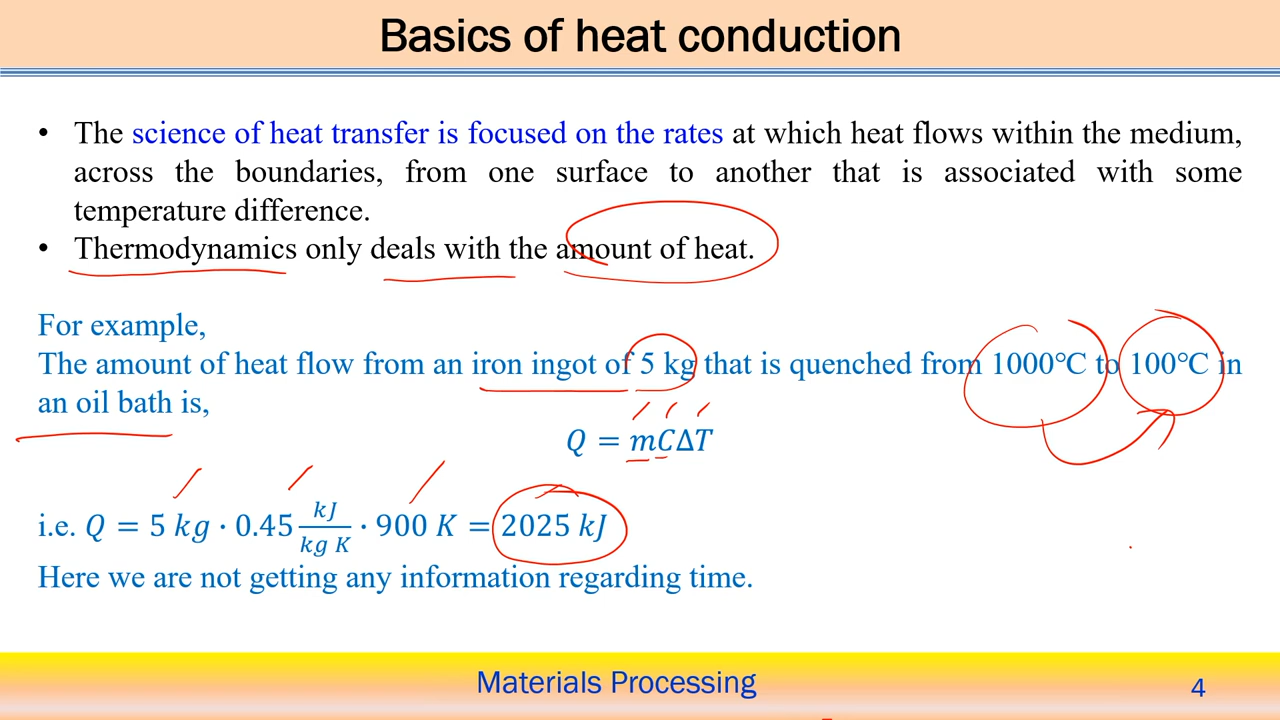 Basics of heat conduction
• The science of heat transfer is focused on the rates at which heat flows within the medium,
across the boundaries, from one surface to another that is associated with some
temperature difference.
• Thermodynamics only deals with the amount of heat.
For example,
The amount of heat flow from an iron ingot of 5 kg that is quenched from 1000°C to 100°C in
an oil bath is,
Q = mCΔT
i.e. Q = 5 kg · 0.45 kJ/(kg K) · 900 K = 2025 kJ
Here we are not getting any information regarding time.
Materials Processing
4